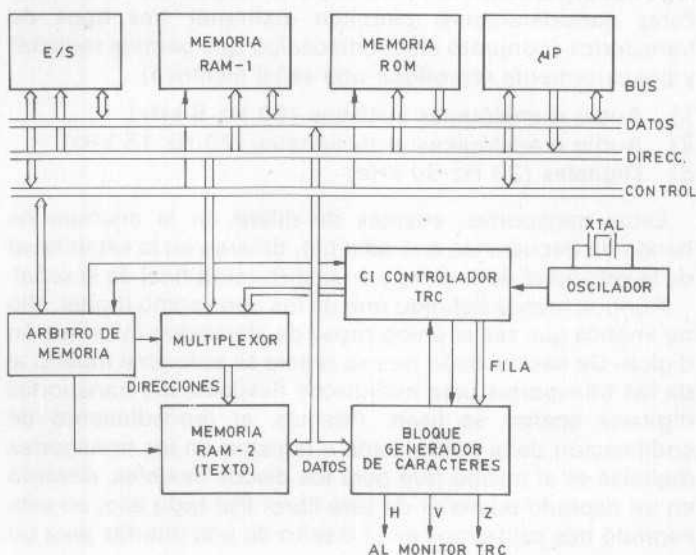 E/S
MEMORIA
RAM-1
MEMORIA
ROM
µP
BUS
DATOS
DIRECC.
CONTROL
XTAL
CI CONTROLADOR
TRC
OSCILADOR
ARBITRO DE
MEMORIA
MULTIPLEXOR
DIRECCIONES
FILA
MEMORIA
RAM-2
(TEXTO)
DATOS
BLOQUE
GENERADOR
DE CARACTERES
H V Z
AL MONITOR TRC